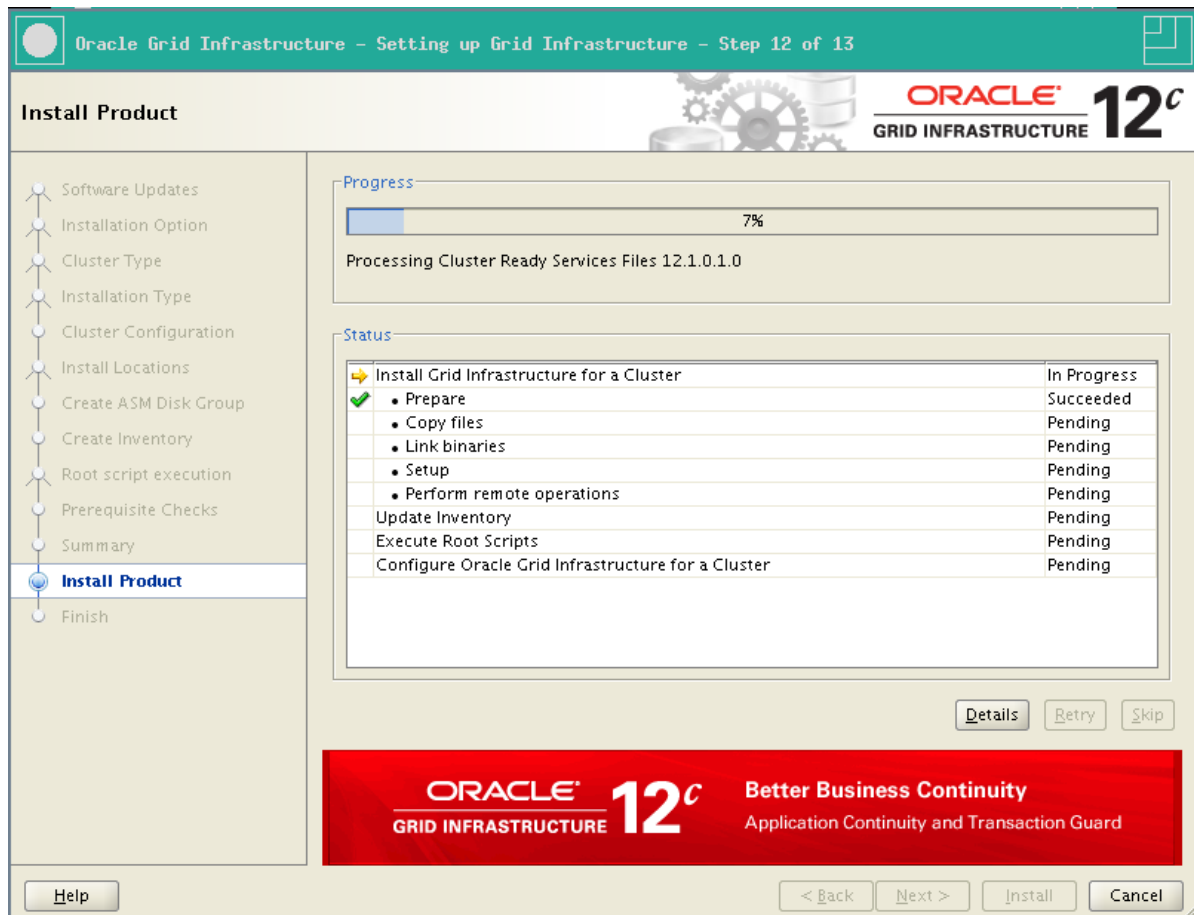 Oracle Grid Infrastructure - Setting up Grid Infrastructure - Step 12 of 13
Install Product
ORACLE
GRID INFRASTRUCTURE 12c
Software Updates
Installation Option
Cluster Type
Installation Type
Cluster Configuration
Install Locations
Create ASM Disk Group
Create Inventory
Root script execution
Prerequisite Checks
Summary
Install Product
Finish
Progress
7%
Processing Cluster Ready Services Files 12.1.0.1.0
Status
Install Grid Infrastructure for a Cluster In Progress
• Prepare Succeeded
• Copy files Pending
• Link binaries Pending
• Setup Pending
• Perform remote operations Pending
Update Inventory Pending
Execute Root Scripts Pending
Configure Oracle Grid Infrastructure for a Cluster Pending
Details Retry Skip
ORACLE
GRID INFRASTRUCTURE 12c
Better Business Continuity
Application Continuity and Transaction Guard
Help < Back Next > Install Cancel